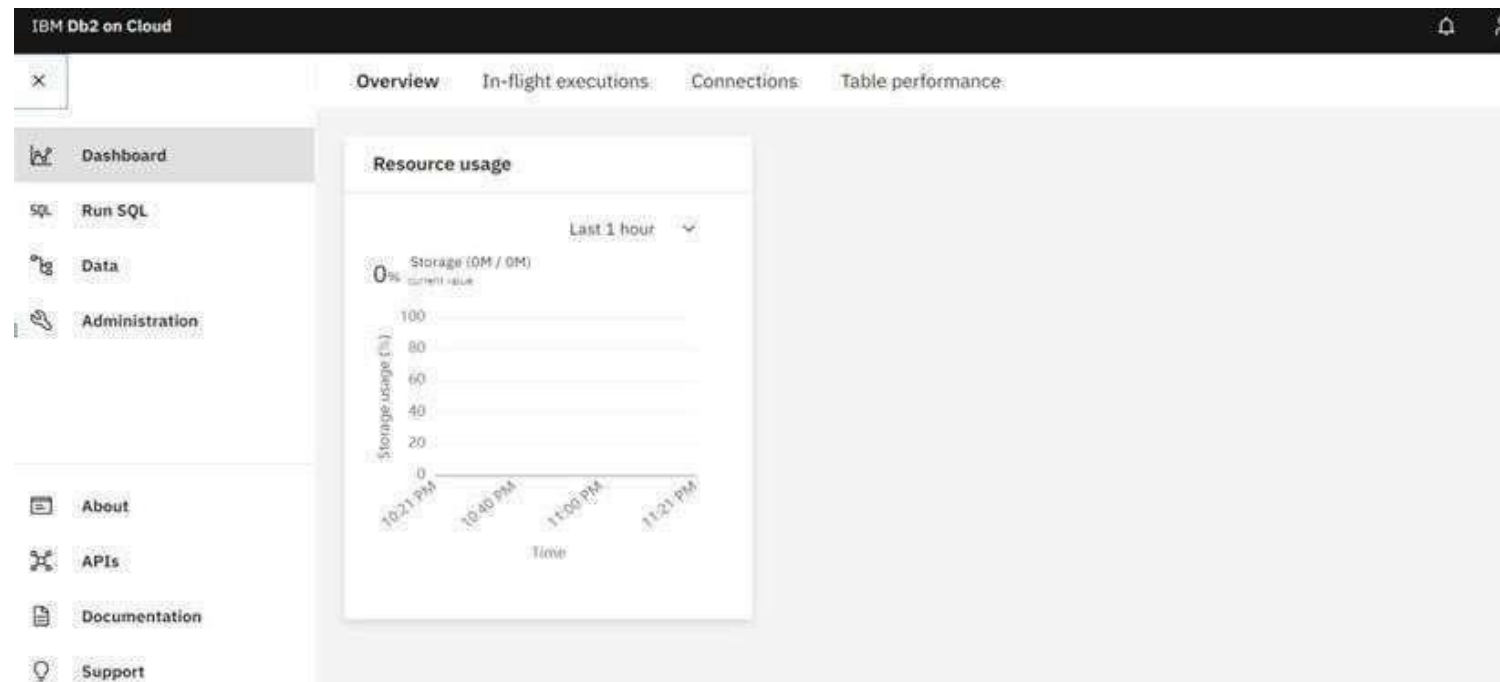 IBM Db2 on Cloud
Overview In-flight executions Connections Table performance
Dashboard
SQL Run SQL
Data
Administration
About
APIs
Documentation
Support
Resource usage
Last 1 hour
0% Storage (0M / 0M)
current value
100
80
60
40
20
0
Storage usage (%)
10:21 PM 10:40 PM 11:00 PM 11:21 PM
Time